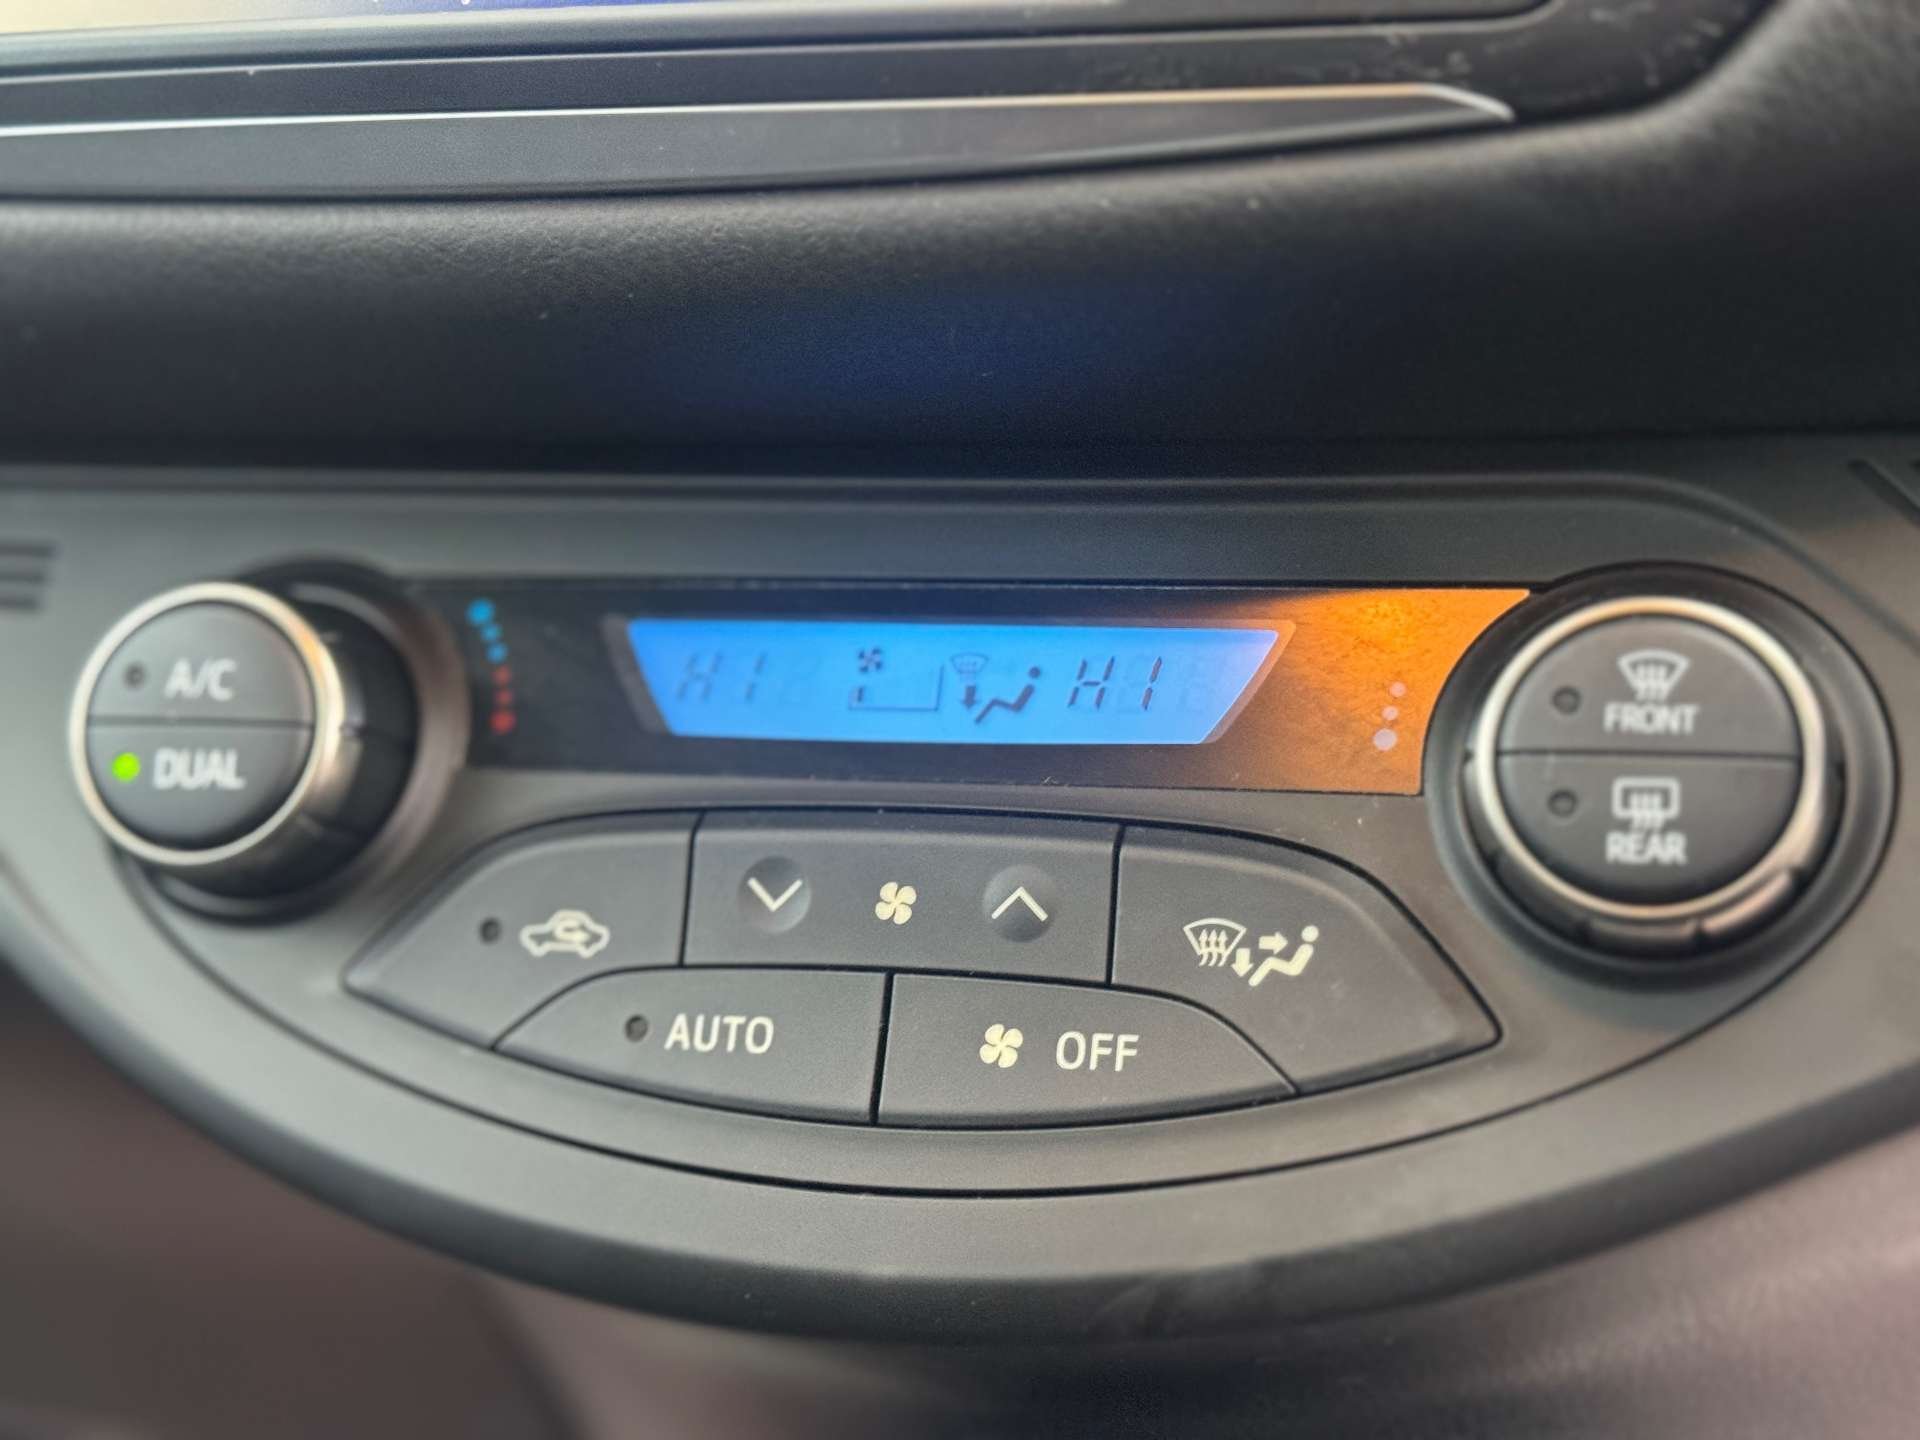 A/C
DUAL
HI
HI
FRONT
REAR
AUTO
OFF